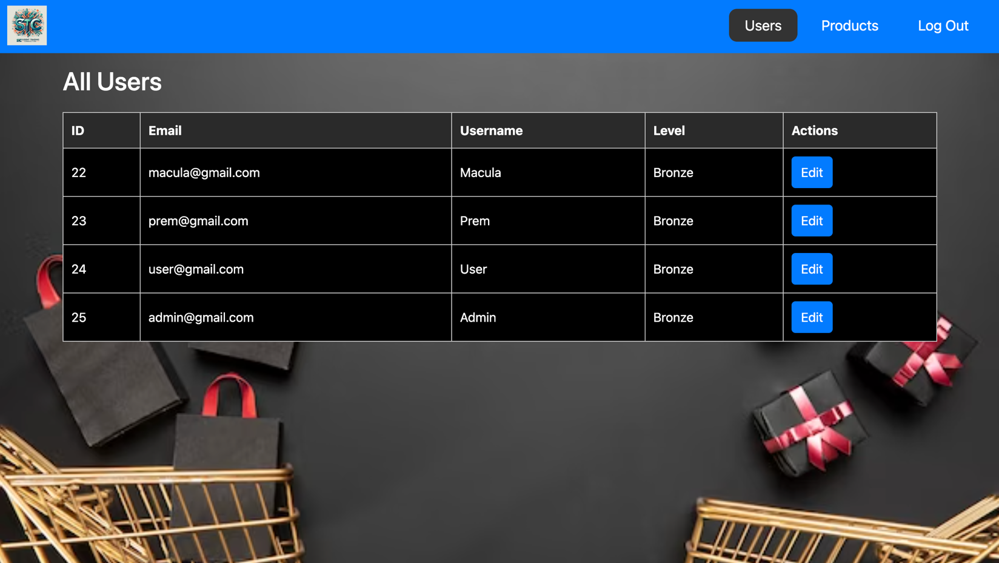 STC
Users Products Log Out
All Users
ID Email Username Level Actions
22 macula@gmail.com Macula Bronze Edit
23 prem@gmail.com Prem Bronze Edit
24 user@gmail.com User Bronze Edit
25 admin@gmail.com Admin Bronze Edit